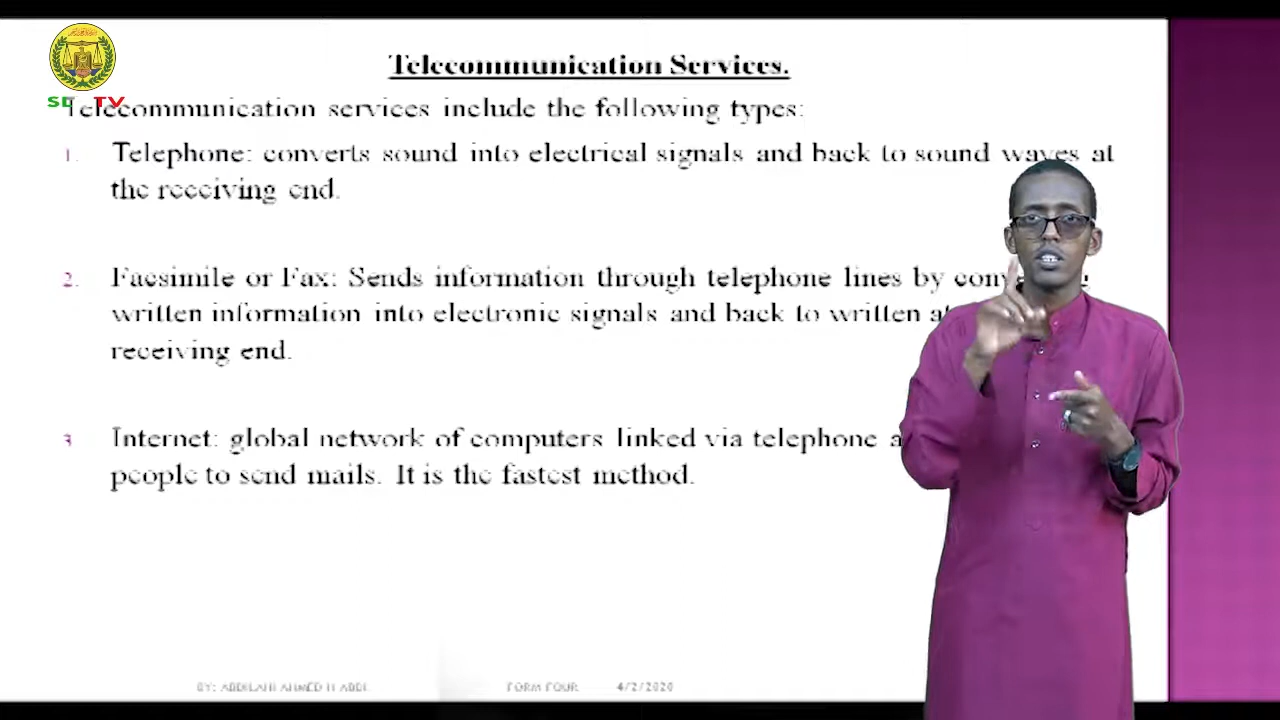 Telecommunication Services.
Telecommunication services include the following types:
1. Telephone: converts sound into electrical signals and back to sound waves at
the receiving end.
2. Facsimile or Fax: Sends information through telephone lines by
written information into electronic signals and back to written at
receiving end.
3. Internet: global network of computers linked via telephone
people to send mails. It is the fastest method.
BY: ABDILAHI AHMED H ABDI FORM FOUR 4/2/2020
TV